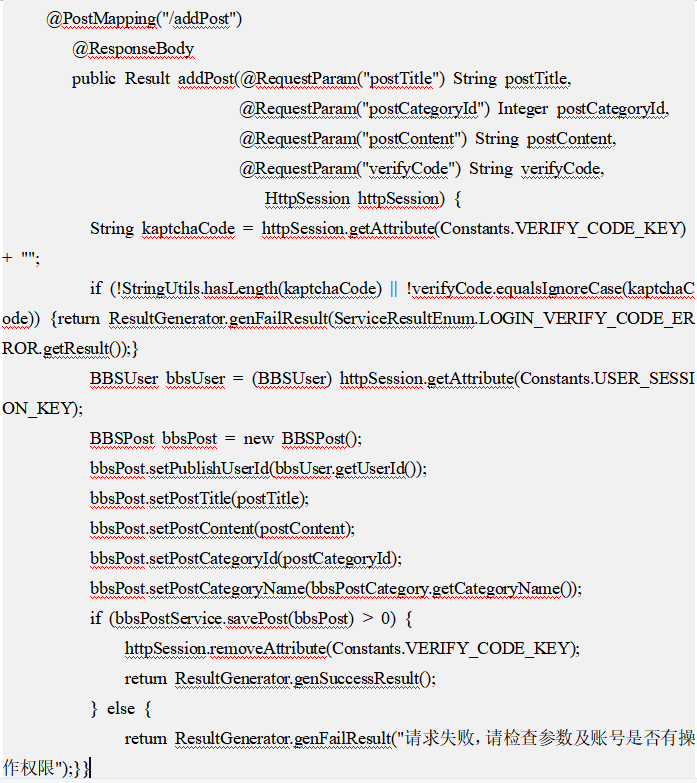 @PostMapping("/addPost")
@ResponseBody
public Result addPost(@RequestParam("postTitle") String postTitle,
@RequestParam("postCategoryId") Integer postCategoryId,
@RequestParam("postContent") String postContent,
@RequestParam("verifyCode") String verifyCode,
HttpSession httpSession) {
String kaptchaCode = httpSession.getAttribute(Constants.VERIFY_CODE_KEY)
+ "";
if (!StringUtils.hasLength(kaptchaCode) || !verifyCode.equalsIgnoreCase(kaptchaC
ode)) {return ResultGenerator.genFailResult(ServiceResultEnum.LOGIN_VERIFY_CODE_ER
ROR.getResult());}
BBSUser bbsUser = (BBSUser) httpSession.getAttribute(Constants.USER_SESSI
ON_KEY);
BBSPost bbsPost = new BBSPost();
bbsPost.setPublishUserId(bbsUser.getUserId());
bbsPost.setPostTitle(postTitle);
bbsPost.setPostContent(postContent);
bbsPost.setPostCategoryId(postCategoryId);
bbsPost.setPostCategoryName(bbsPostCategory.getCategoryName());
if (bbsPostService.savePost(bbsPost) > 0) {
httpSession.removeAttribute(Constants.VERIFY_CODE_KEY);
return ResultGenerator.genSuccessResult();
} else {
return ResultGenerator.genFailResult("请求失败,请检查参数及账号是否有操
作权限");}}